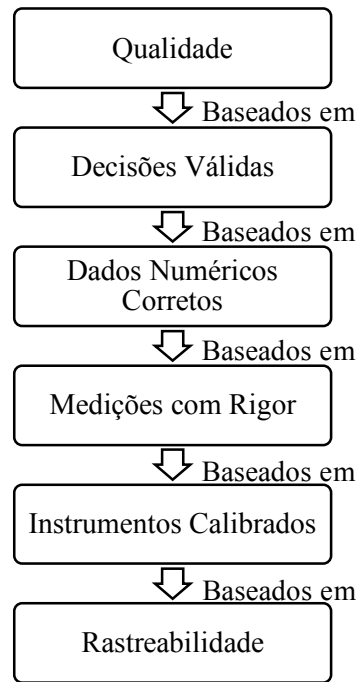 Qualidade
Baseados em
Decisões Válidas
Baseados em
Dados Numéricos
Corretos
Baseados em
Medições com Rigor
Baseados em
Instrumentos Calibrados
Baseados em
Rastreabilidade